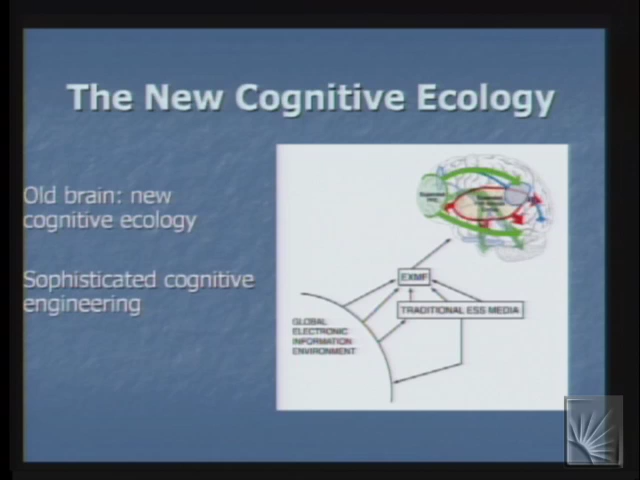 The New Cognitive Ecology
Old brain: new
cognitive ecology
Sophisticated cognitive
engineering
EXMF
TRADITIONAL ESS MEDIA
GLOBAL
ELECTRONIC
INFORMATION
ENVIRONMENT